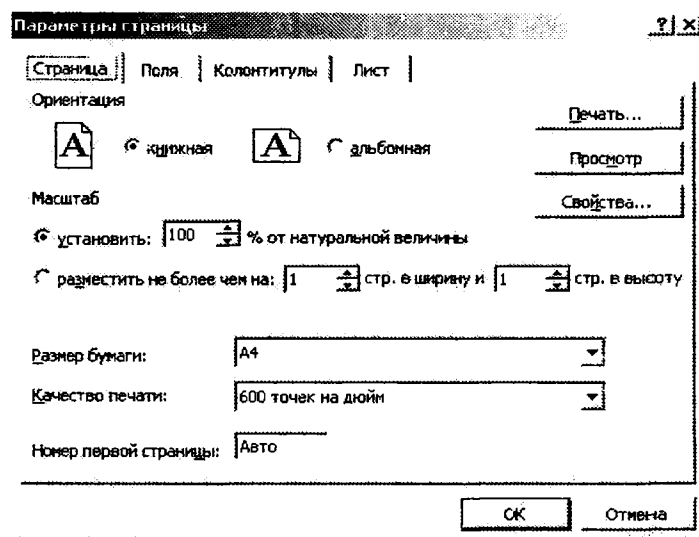 Параметры страницы
Страница Поля Колонтитулы Лист
Ориентация
Печать...
A книжная A альбомная
Просмотр
Масштаб
Свойства...
установить: 100 % от натуральной величины
разместить не более чем на: 1 стр. в ширину и 1 стр. в высоту
Размер бумаги: A4
Качество печати: 600 точек на дюйм
Номер первой страницы: Авто
OK Отмена